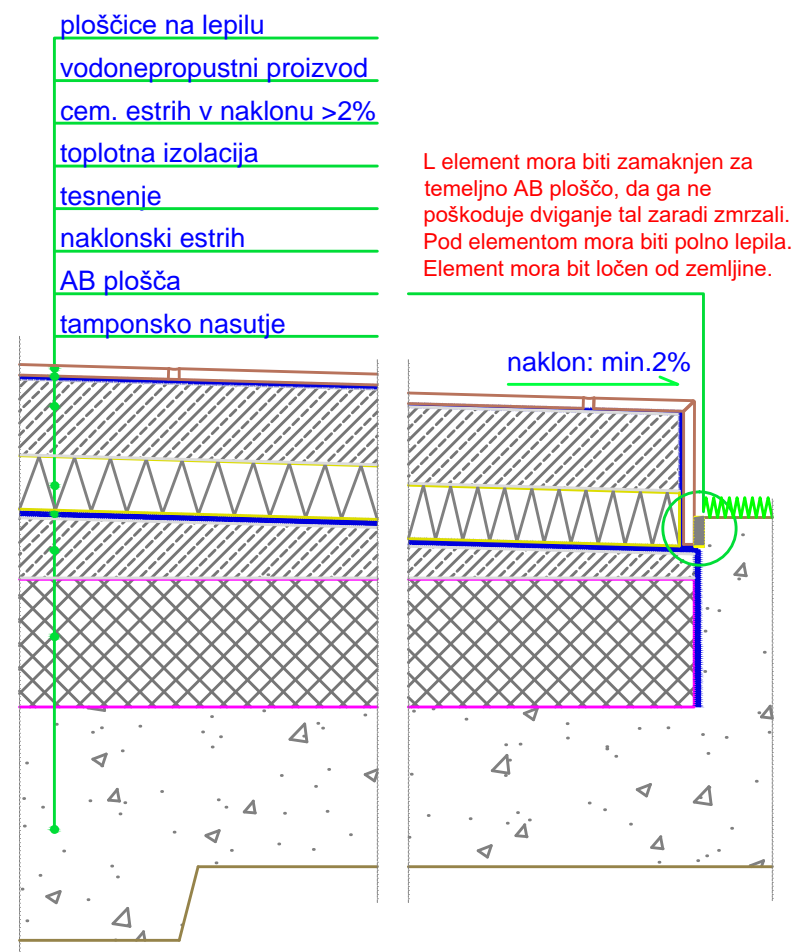 ploščice na lepilu
vodonepropustni proizvod
cem. estrih v naklonu >2%
toplotna izolacija
tesnenje
naklonski estrih
AB plošča
tamponsko nasutje
L element mora biti zamaknjen za
temeljno AB ploščo, da ga ne
poškoduje dviganje tal zaradi zmrzali.
Pod elementom mora biti polno lepila.
Element mora bit ločen od zemljine.
naklon: min.2%